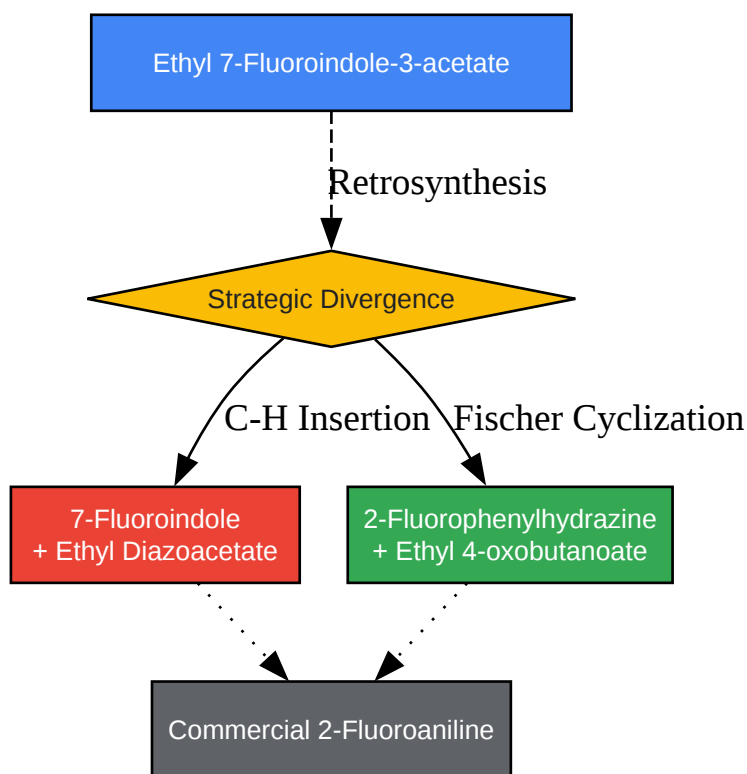 Ethyl 7-Fluoroindole-3-acetate
Retrosynthesis
Strategic Divergence
C-H Insertion
Fischer Cyclization
7-Fluoroindole
+ Ethyl Diazoacetate
2-Fluorophenylhydrazine
+ Ethyl 4-oxobutanoate
Commercial 2-Fluoroaniline